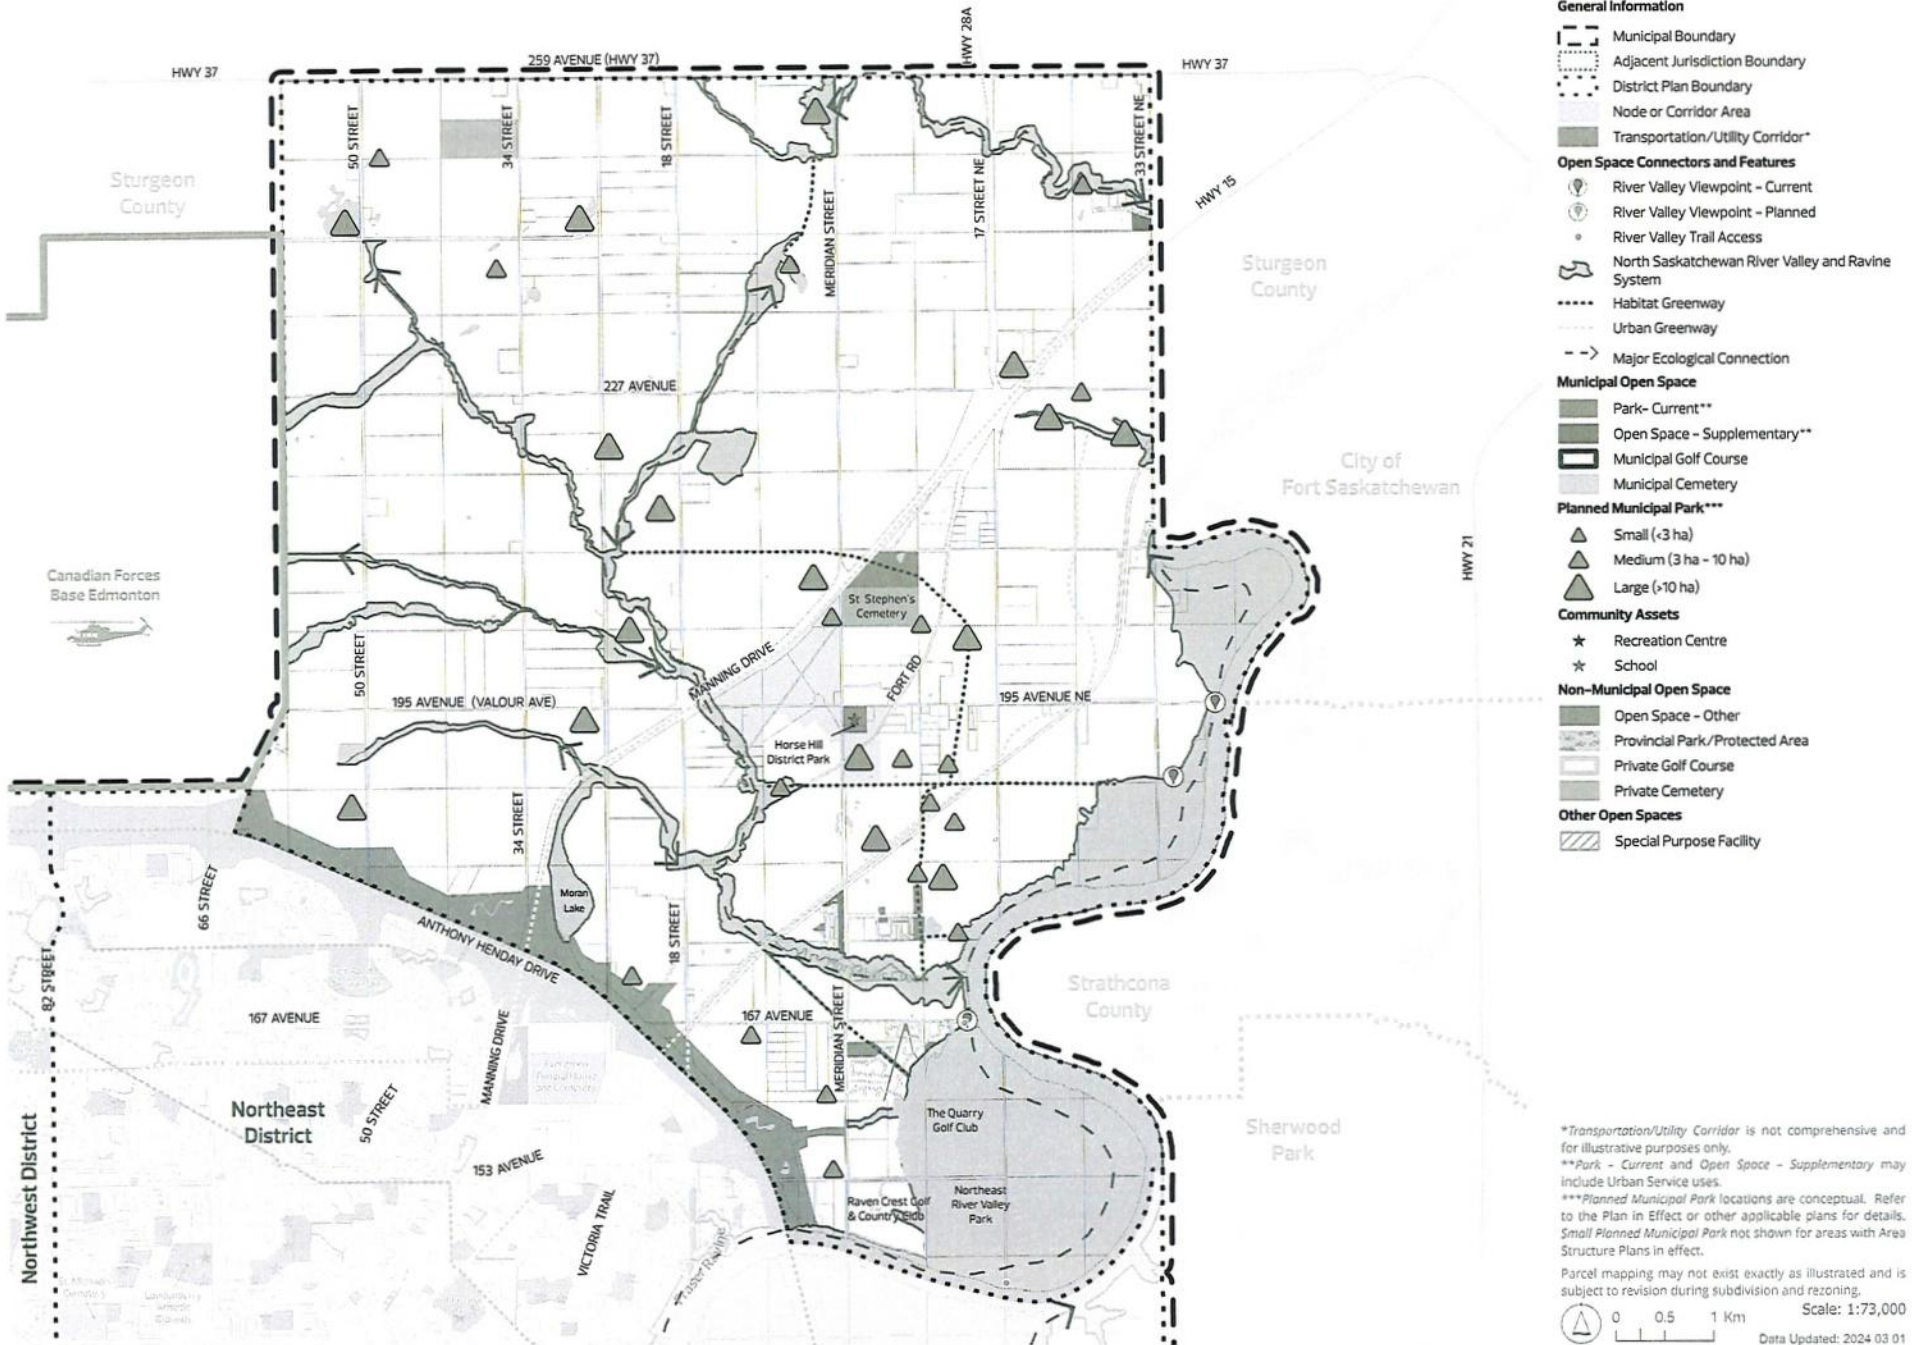 HWY 28A
259 AVENUE (HWY 37)
HWY 37
HWY 37
50 STREET
34 STREET
18 STREET
MERIDIAN STREET
17 STREET NE
33 STREET NE
HWY 15
Sturgeon
County
Sturgeon
County
227 AVENUE
City of
Fort Saskatchewan
HWY 21
Canadian Forces
Base Edmonton
St. Stephen's
Cemetery
50 STREET
MANNING DRIVE
FORT RD
195 AVENUE (VALOUR AVE)
195 AVENUE NE
Horse Hill
District Park
34 STREET
66 STREET
Moran
Lake
18 STREET
ANTHONY HENDAY DRIVE
82 STREET
Strathcona
County
167 AVENUE
167 AVENUE
MERIDIAN STREET
MANNING DRIVE
50 STREET
Northeast
District
The Quarry
Golf Club
Sherwood
Park
153 AVENUE
Northwest District
VICTORIA TRAIL
Raven Crest Golf
& Country Club
Northeast
River Valley
Park
Fraser Ravine
General Information
Municipal Boundary
Adjacent Jurisdiction Boundary
District Plan Boundary
Node or Corridor Area
Transportation/Utility Corridor*
Open Space Connectors and Features
River Valley Viewpoint - Current
River Valley Viewpoint - Planned
River Valley Trail Access
North Saskatchewan River Valley and Ravine
System
Habitat Greenway
Urban Greenway
Major Ecological Connection
Municipal Open Space
Park- Current**
Open Space - Supplementary**
Municipal Golf Course
Municipal Cemetery
Planned Municipal Park***
Small (<3 ha)
Medium (3 ha - 10 ha)
Large (>10 ha)
Community Assets
Recreation Centre
School
Non-Municipal Open Space
Open Space - Other
Provincial Park/Protected Area
Private Golf Course
Private Cemetery
Other Open Spaces
Special Purpose Facility
*Transportation/Utility Corridor is not comprehensive and
for illustrative purposes only.
**Park - Current and Open Space - Supplementary may
include Urban Service uses.
***Planned Municipal Park locations are conceptual. Refer
to the Plan in Effect or other applicable plans for details.
Small Planned Municipal Park not shown for areas with Area
Structure Plans in effect.
Parcel mapping may not exist exactly as illustrated and is
subject to revision during subdivision and rezoning.
0 0.5 1 Km
Scale: 1:73,000
Data Updated: 2024 03 01